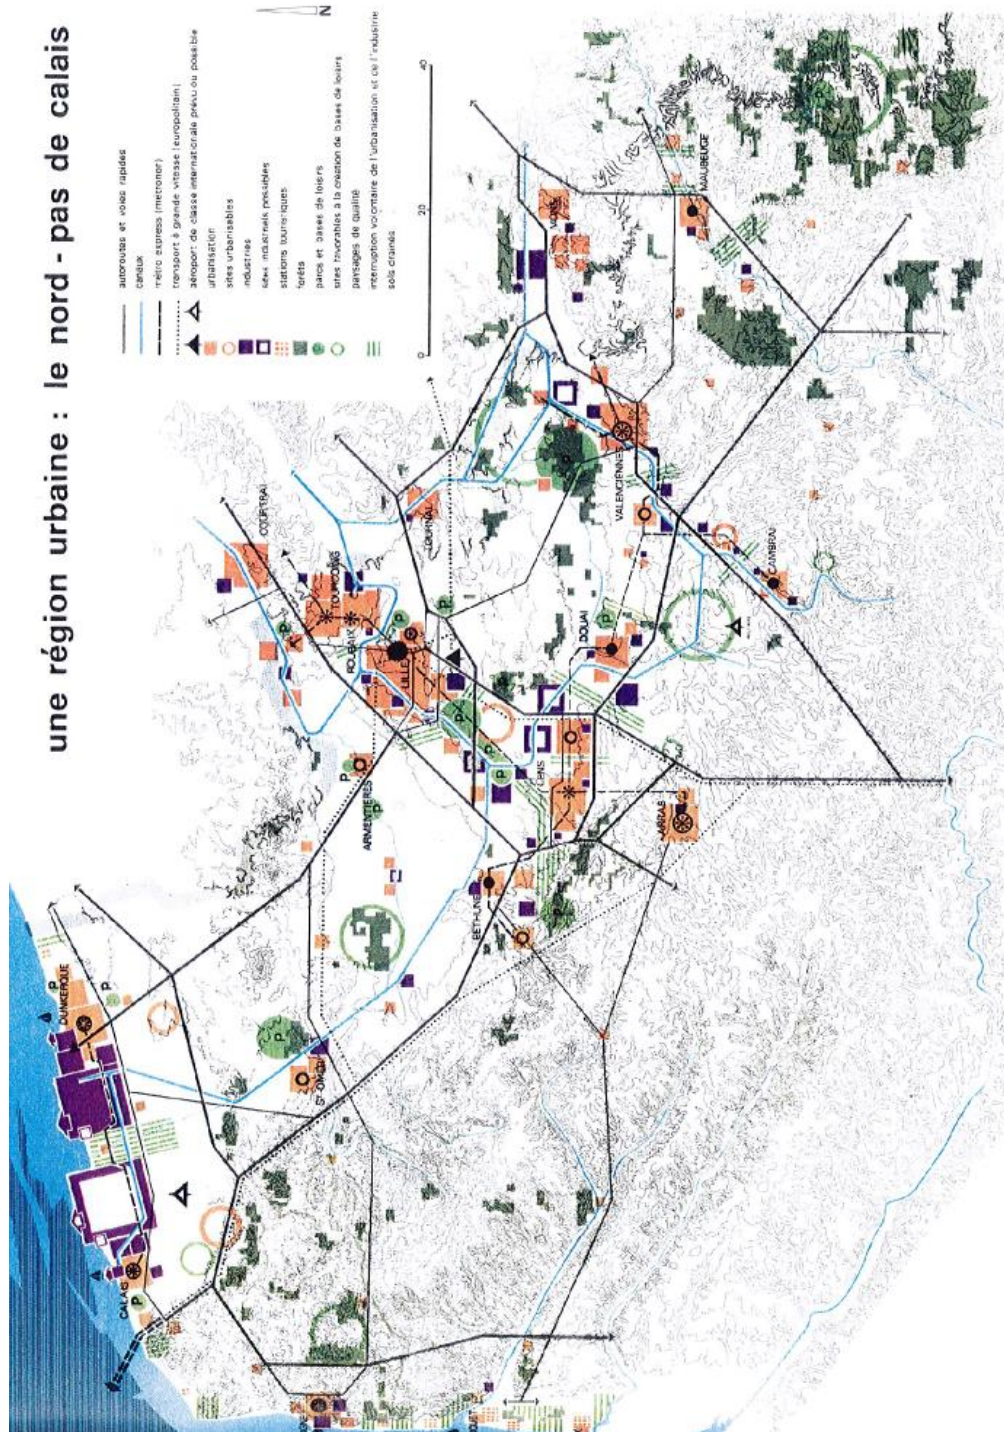 une région urbaine : le nord - pas de calais
N
autoroutes et voies rapides
canaux
métro express (métronor)
transport à grande vitesse (europolitain)
aéroport de classe internationale prévu ou possible
urbanisation
sites urbanisables
industries
sites industriels possibles
stations touristiques
forêts
parcs et bases de loisirs
sites favorables à la création de bases de loisirs
paysages de qualité
interruption volontaire de l'urbanisation et de l'industrie
sols drainés
0 20 40
DUNKERQUE
CALAIS
ST-OMER
ARMENTIERES
COURTRAI
TOURCOING
ROUBAIX
LILLE
TOURNAI
MONS
MAUBEUGE
VALENCIENNES
CAMBRAI
DOUAI
LENS
BETHUNE
ARRAS
P
P
P
P
P
P
P
P
P
P
P
P
P
P